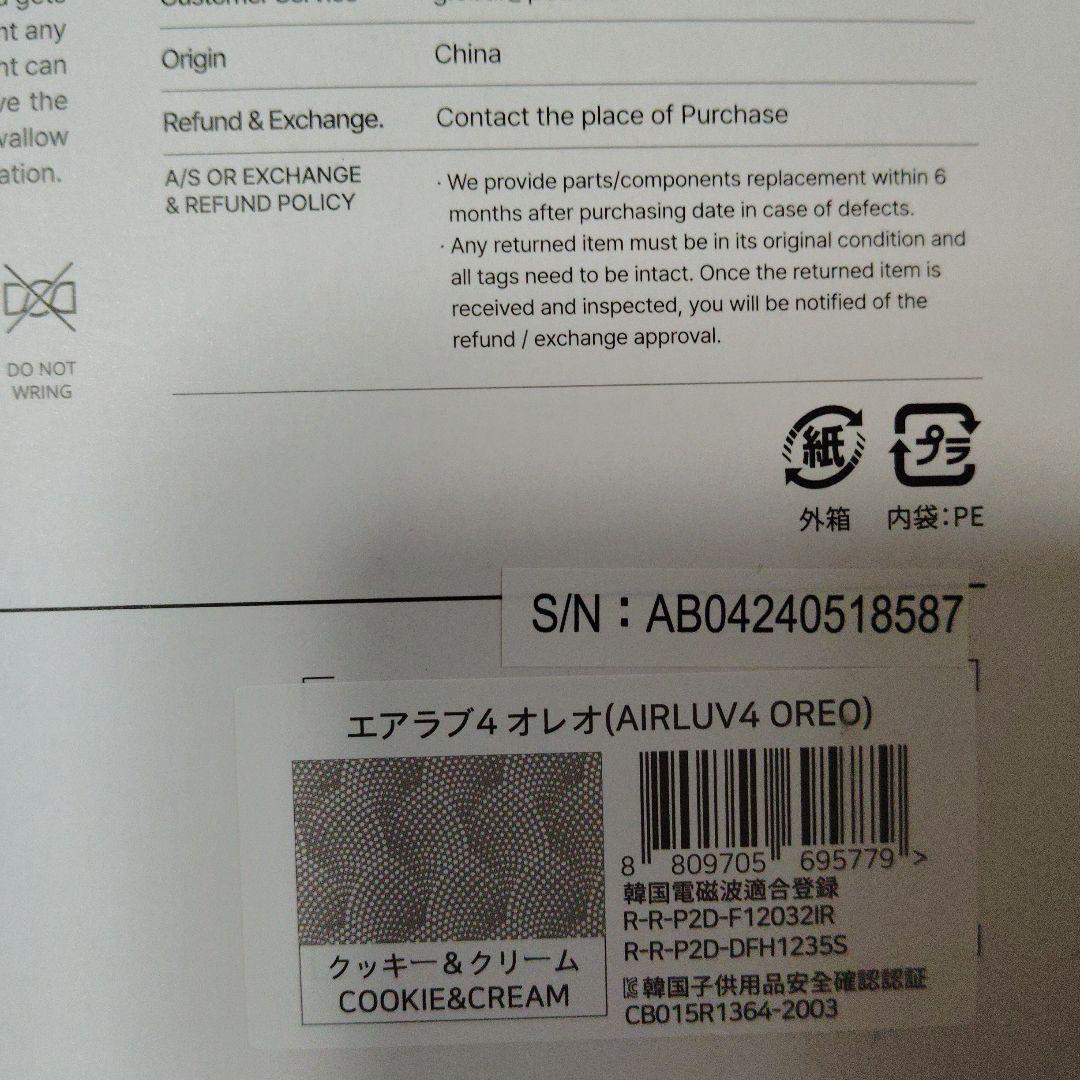 nt any
nt can
ve the
wallow
ation.
DO NOT
WRING
Customer Service
Origin China
Refund & Exchange. Contact the place of Purchase
A/S OR EXCHANGE
& REFUND POLICY
· We provide parts/components replacement within 6
months after purchasing date in case of defects.
· Any returned item must be in its original condition and
all tags need to be intact. Once the returned item is
received and inspected, you will be notified of the
refund / exchange approval.
紙 プラ
外箱 内袋:PE
S/N : AB04240518587
エアラブ4 オレオ(AIRLUV4 OREO)
クッキー&クリーム
COOKIE&CREAM
8 809705 695779 >
韓国電磁波適合登録
R-R-P2D-F12032IR
R-R-P2D-DFH1235S
韓国子供用品安全確認認証
CB015R1364-2003